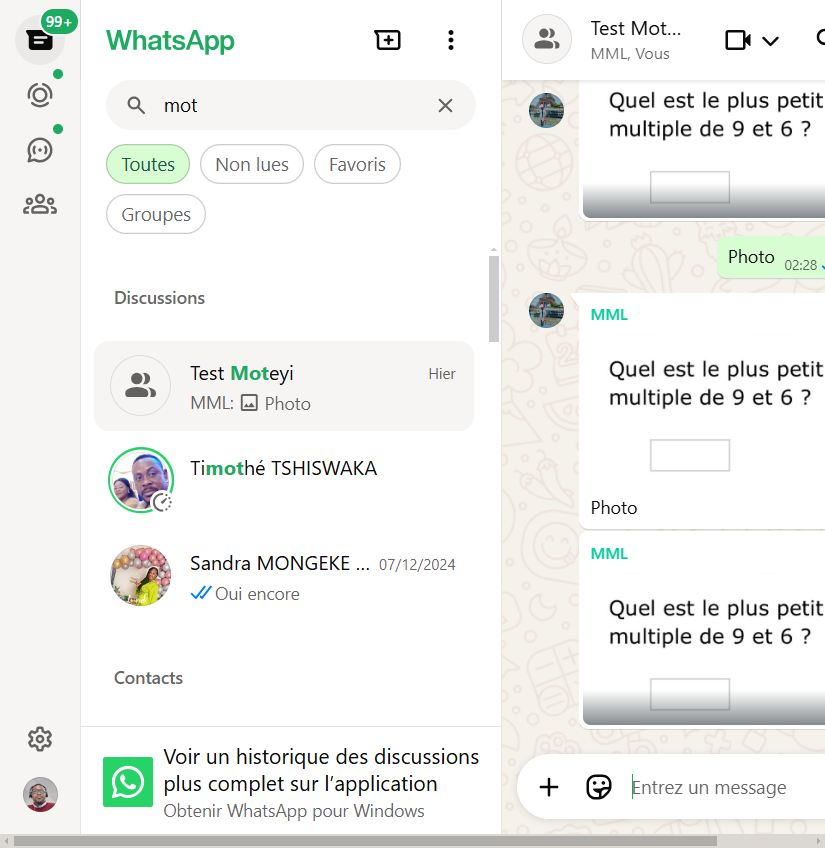 99+
WhatsApp
mot
Toutes
Non lues
Favoris
Groupes
Discussions
Test Moteyi
Hier
MML: Photo
Timothé TSHISWAKA
Sandra MONGEKE ...
07/12/2024
Oui encore
Contacts
Voir un historique des discussions
plus complet sur l’application
Obtenir WhatsApp pour Windows
Test Mot...
MML, Vous
Quel est le plus petit
multiple de 9 et 6 ?
Photo
02:28
MML
Quel est le plus petit
multiple de 9 et 6 ?
Photo
MML
Quel est le plus petit
multiple de 9 et 6 ?
Entrez un message